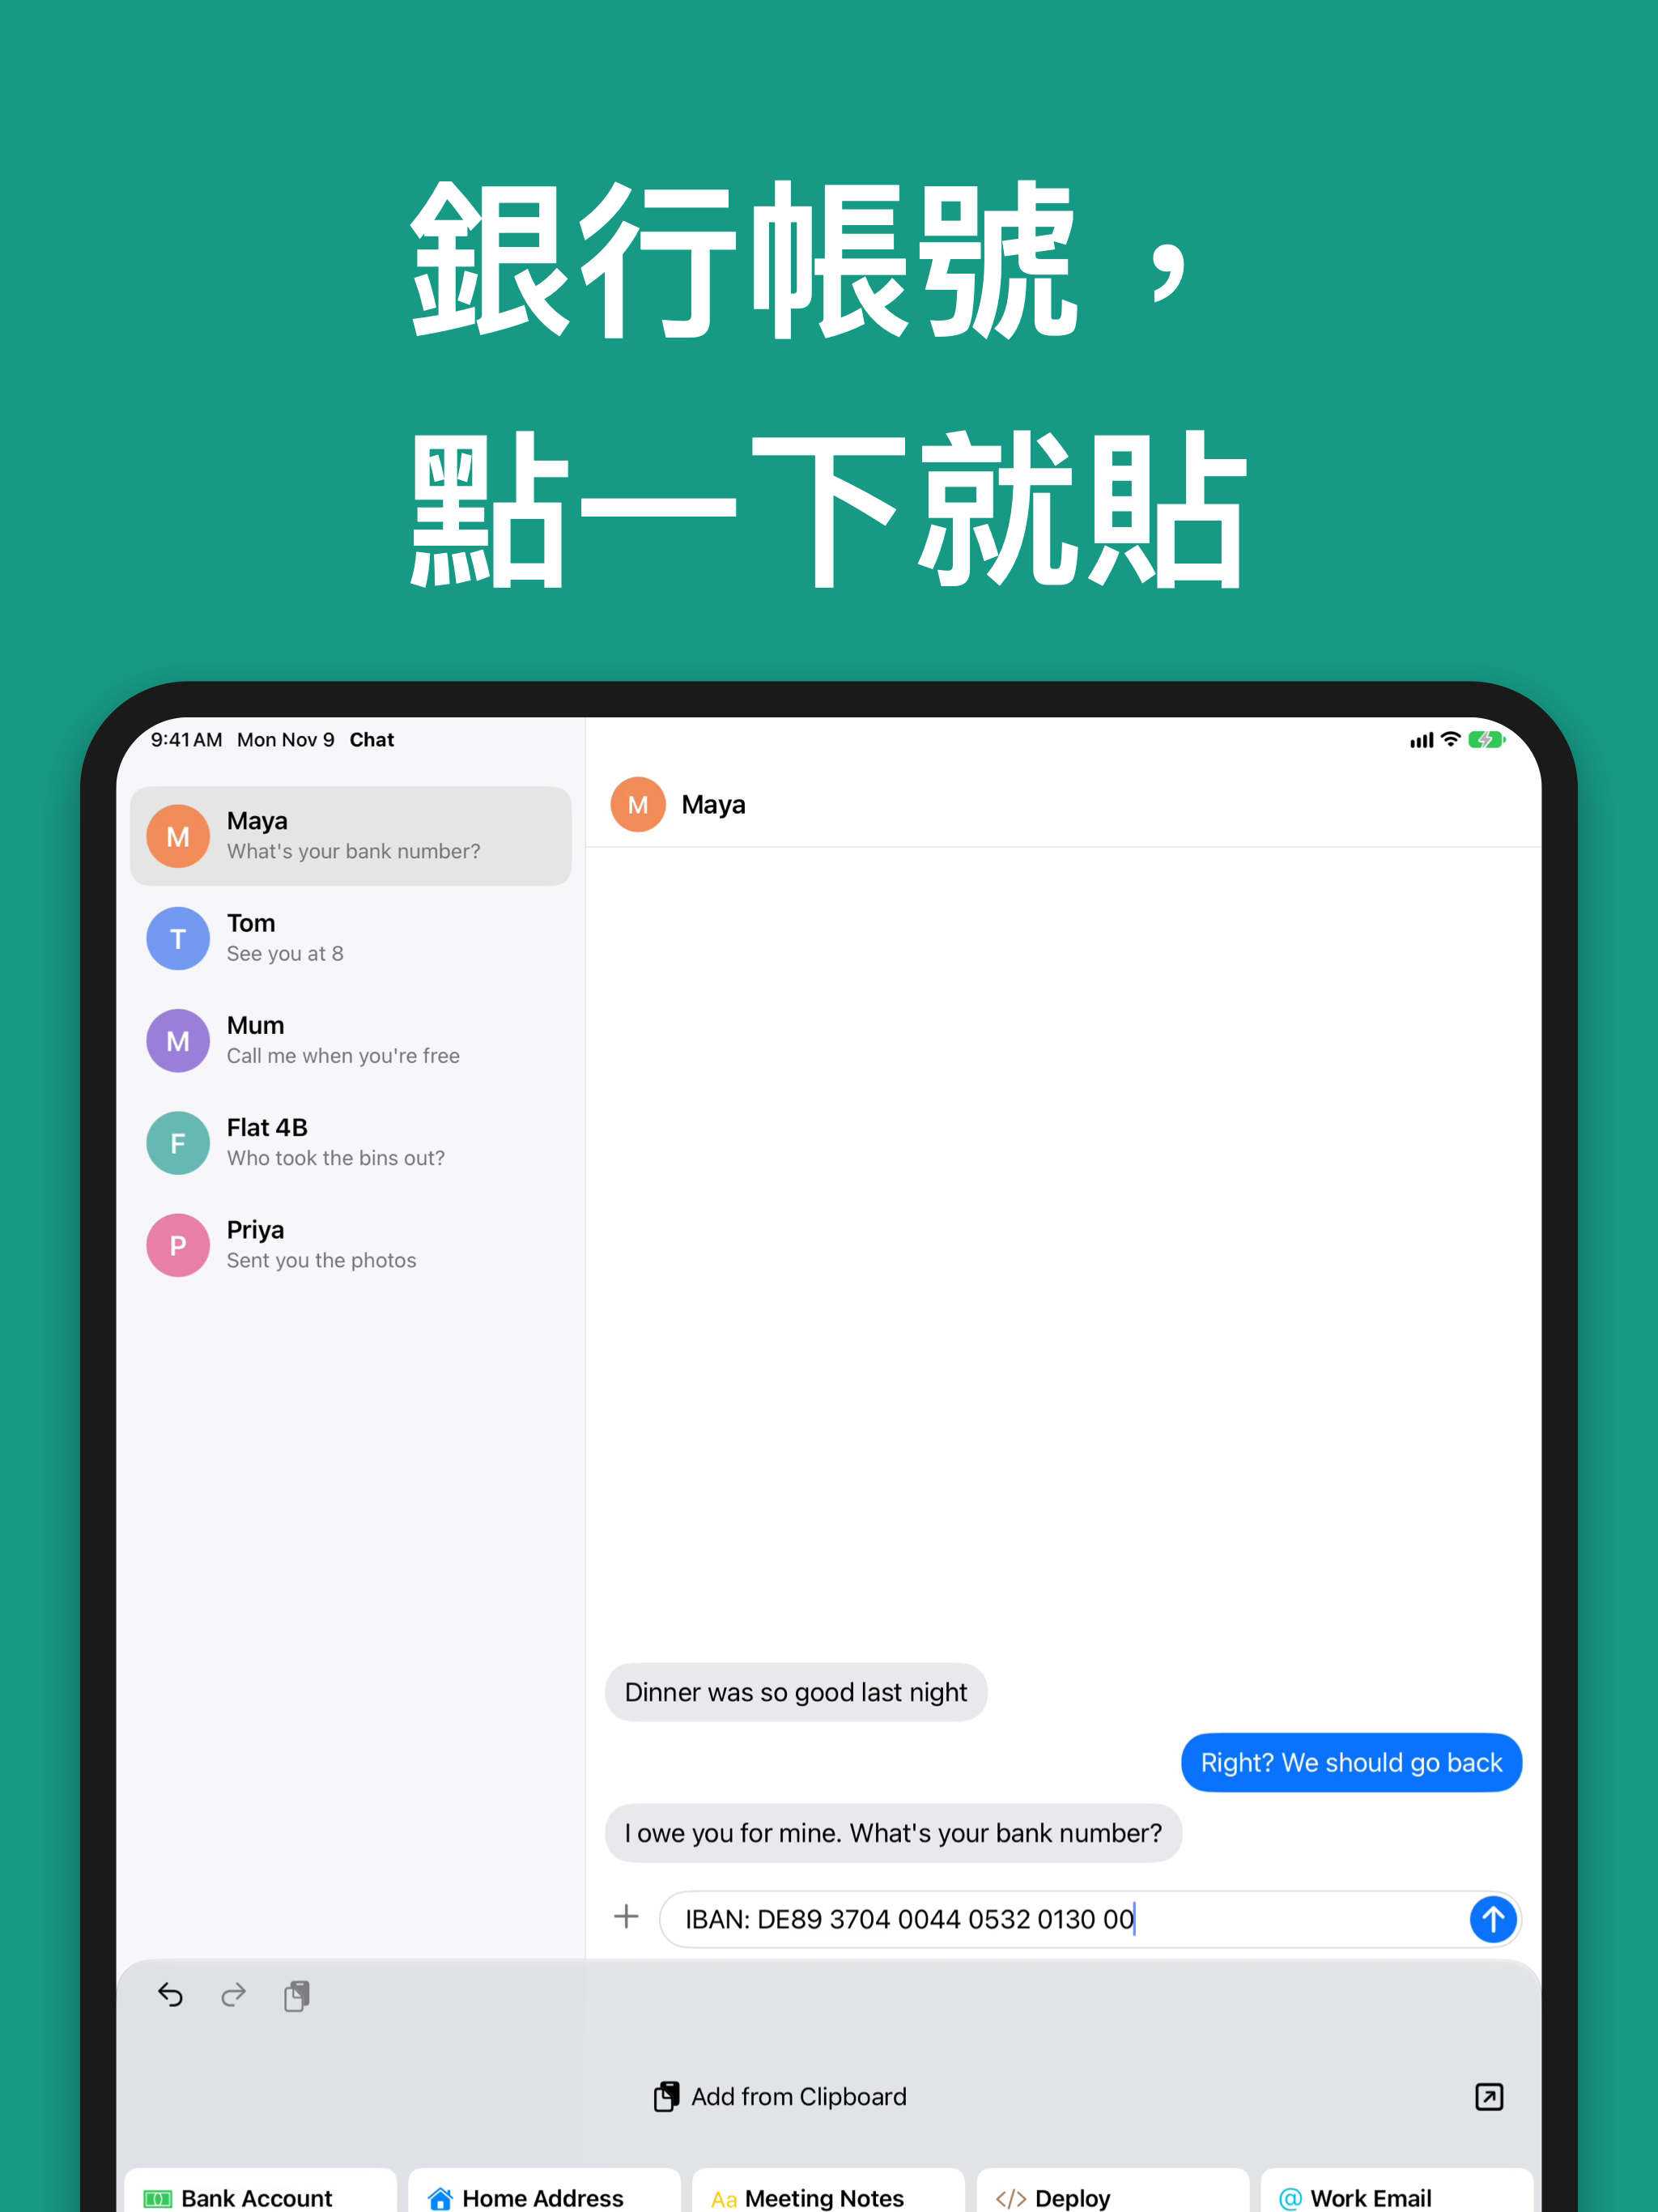 銀行帳號，
點一下就貼
9:41 AM Mon Nov 9 Chat
M
Maya
What's your bank number?
T
Tom
See you at 8
M
Mum
Call me when you're free
F
Flat 4B
Who took the bins out?
P
Priya
Sent you the photos
M
Maya
Dinner was so good last night
Right? We should go back
I owe you for mine. What's your bank number?
IBAN: DE89 3704 0044 0532 0130 00
Add from Clipboard
Bank Account
Home Address
Aa Meeting Notes
</> Deploy
@ Work Email